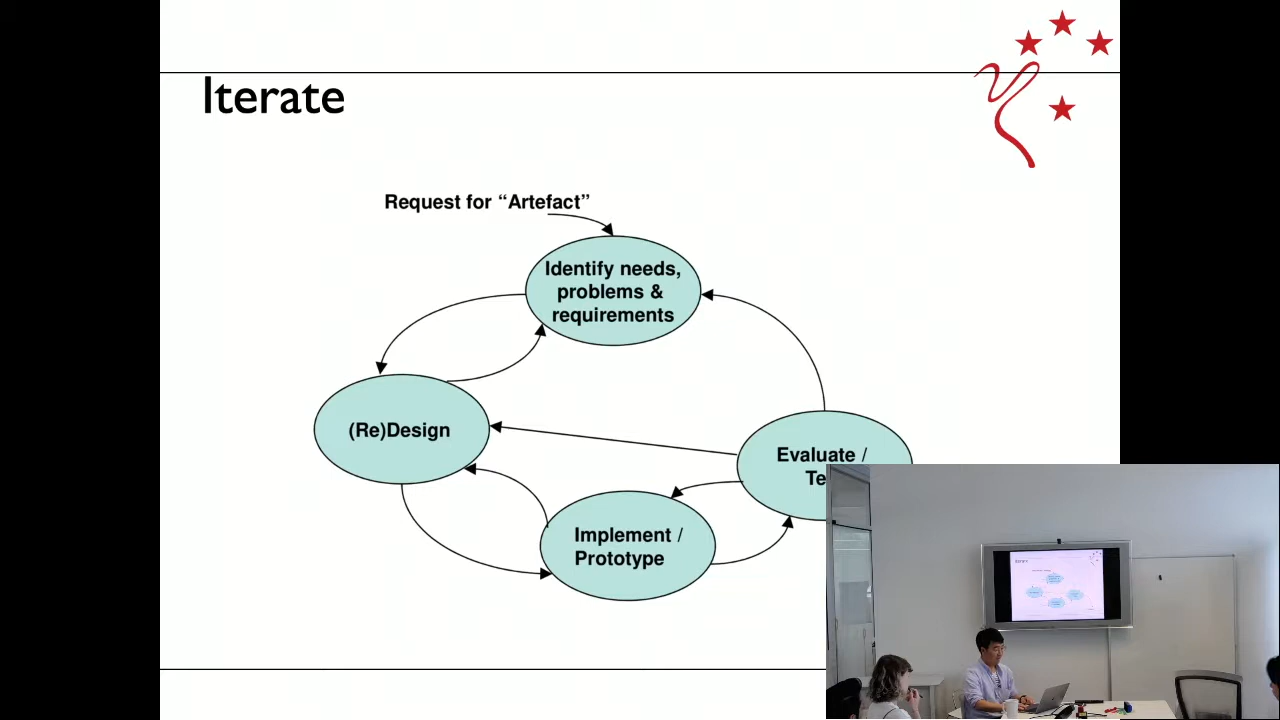 Iterate
Request for “Artefact”
Identify needs,
problems &
requirements
(Re)Design
Evaluate /
Te
Implement /
Prototype